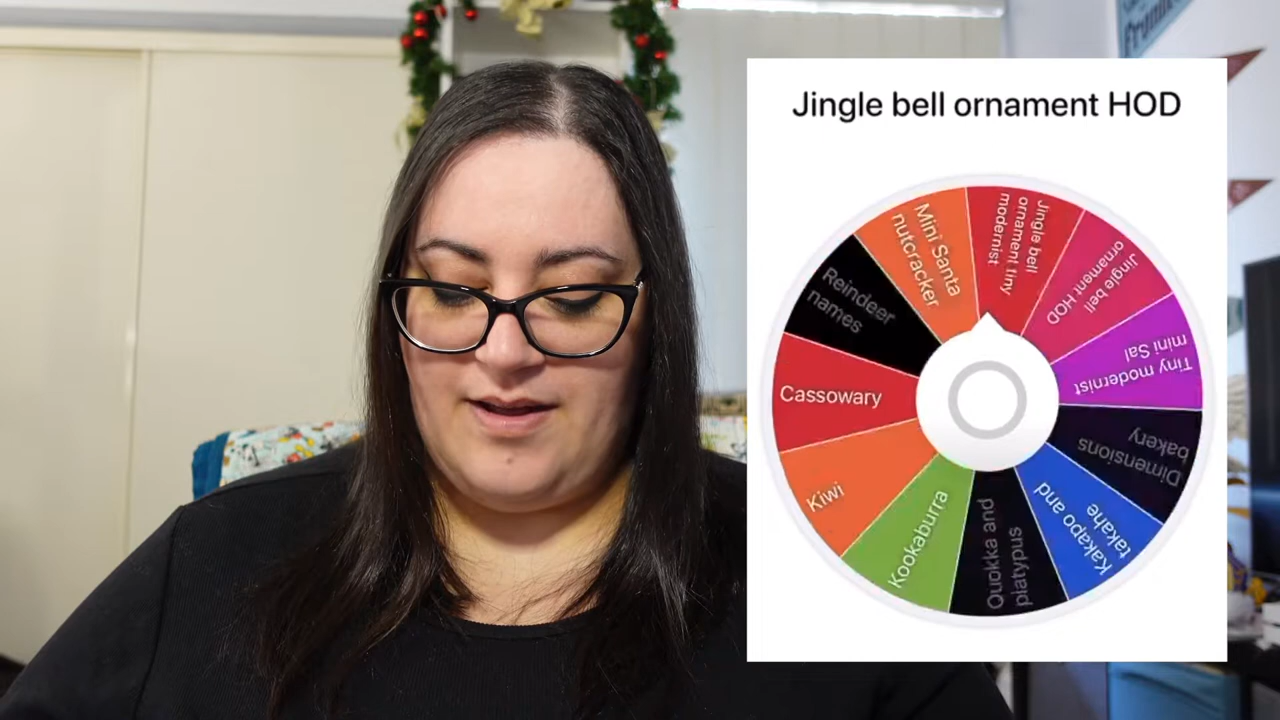 Jingle bell ornament HOD
Jingle bell
ornament tiny
modernist
Jingle bell
ornament HOD
Tiny modernist
mini Sal
Dimensions
bakery
Kakapo and
takahe
Quokka and
platypus
Kookaburra
Kiwi
Cassowary
Reindeer
names
Mini Santa
nutcracker